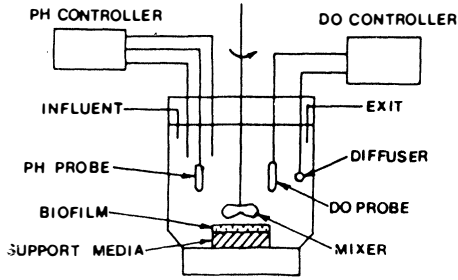 PH CONTROLLER
DO CONTROLLER
INFLUENT
EXIT
PH PROBE
DIFFUSER
BIOFILM
DO PROBE
SUPPORT MEDIA
MIXER